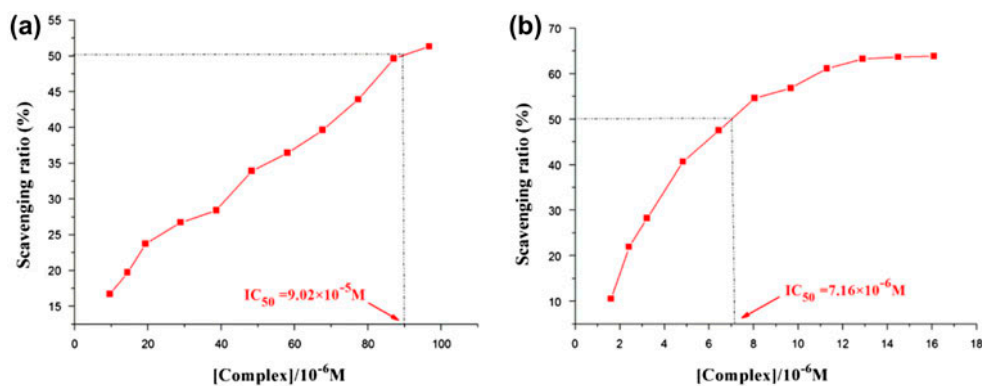 (a)
Scavenging ratio (%)
55
50
45
40
35
30
25
20
15
IC50 =9.02×10-5M
0 20 40 60 80 100
[Complex]/10-6M
(b)
Scavenging ratio (%)
70
60
50
40
30
20
10
IC50 =7.16×10-6M
0 2 4 6 8 10 12 14 16 18
[Complex]/10-6M